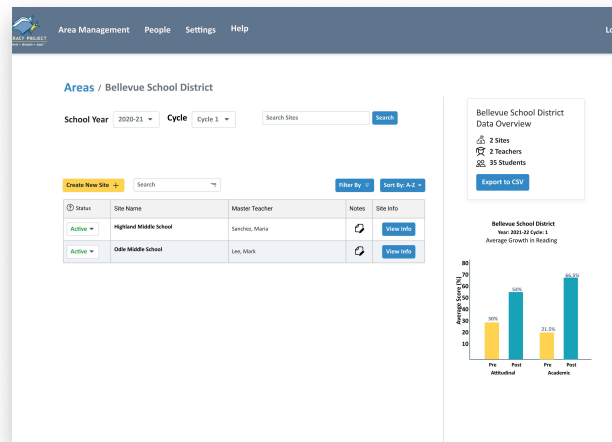 RACY PROJECT
Area Management People Settings Help Lo
Areas / Bellevue School District
School Year 2020-21 Cycle Cycle 1 Search Sites Search
Create New Site + Search Filter By Sort By: A-Z
? Status Site Name Master Teacher Notes Site Info
Active Highland Middle School Sanchez, Maria View Info
Active Odle Middle School Lee, Mark View Info
Bellevue School District
Data Overview
2 Sites
2 Teachers
35 Students
Export to CSV
Bellevue School District
Year: 2021-22 Cycle: 1
Average Growth in Reading
Average Score (%)
80
70
60
50
40
30
20
10
30%
54%
21.5%
66.5%
Pre Post Pre Post
Attitudinal Academic